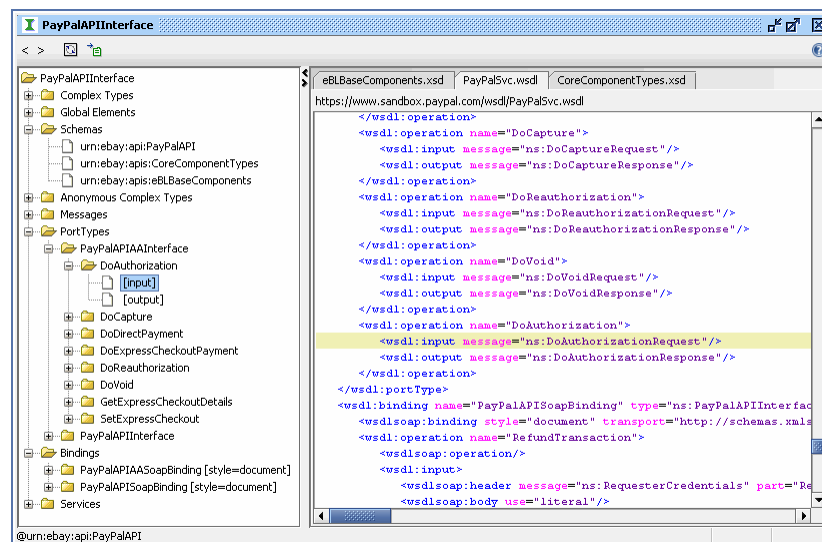 PayPalAPIInterface
< >
PayPalAPIInterface
Complex Types
Global Elements
Schemas
urn:ebay:api:PayPalAPI
urn:ebay:apis:CoreComponentTypes
urn:ebay:apis:eBLBaseComponents
Anonymous Complex Types
Messages
PortTypes
PayPalAPIAAInterface
DoAuthorization
[input]
[output]
DoCapture
DoDirectPayment
DoExpressCheckoutPayment
DoReauthorization
DoVoid
GetExpressCheckoutDetails
SetExpressCheckout
PayPalAPIInterface
Bindings
PayPalAPIAASoapBinding [style=document]
PayPalAPISoapBinding [style=document]
Services
eBLBaseComponents.xsd PayPalSvc.wsdl CoreComponentTypes.xsd
https://www.sandbox.paypal.com/wsdl/PayPalSvc.wsdl
</wsdl:operation>
<wsdl:operation name="DoCapture">
<wsdl:input message="ns:DoCaptureRequest"/>
<wsdl:output message="ns:DoCaptureResponse"/>
</wsdl:operation>
<wsdl:operation name="DoReauthorization">
<wsdl:input message="ns:DoReauthorizationRequest"/>
<wsdl:output message="ns:DoReauthorizationResponse"/>
</wsdl:operation>
<wsdl:operation name="DoVoid">
<wsdl:input message="ns:DoVoidRequest"/>
<wsdl:output message="ns:DoVoidResponse"/>
</wsdl:operation>
<wsdl:operation name="DoAuthorization">
<wsdl:input message="ns:DoAuthorizationRequest"/>
<wsdl:output message="ns:DoAuthorizationResponse"/>
</wsdl:operation>
</wsdl:portType>
<wsdl:binding name="PayPalAPISoapBinding" type="ns:PayPalAPIInterfac
<wsdlsoap:binding style="document" transport="http://schemas.xmls
<wsdl:operation name="RefundTransaction">
<wsdlsoap:operation/>
<wsdl:input>
<wsdlsoap:header message="ns:RequesterCredentials" part="Re
<wsdlsoap:body use="literal"/>
@urn:ebay:api:PayPalAPI